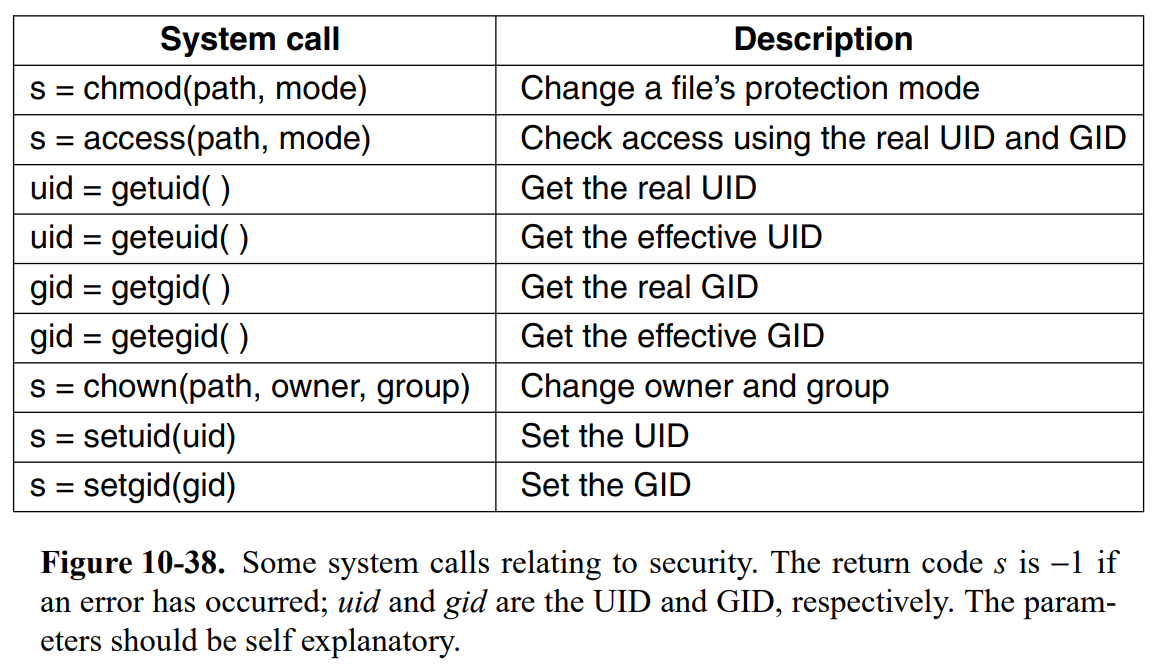 System call Description
s = chmod(path, mode) Change a file’s protection mode
s = access(path, mode) Check access using the real UID and GID
uid = getuid( ) Get the real UID
uid = geteuid( ) Get the effective UID
gid = getgid( ) Get the real GID
gid = getegid( ) Get the effective GID
s = chown(path, owner, group) Change owner and group
s = setuid(uid) Set the UID
s = setgid(gid) Set the GID
Figure 10-38. Some system calls relating to security. The return code s is −1 if
an error has occurred; uid and gid are the UID and GID, respectively. The param-
eters should be self explanatory.